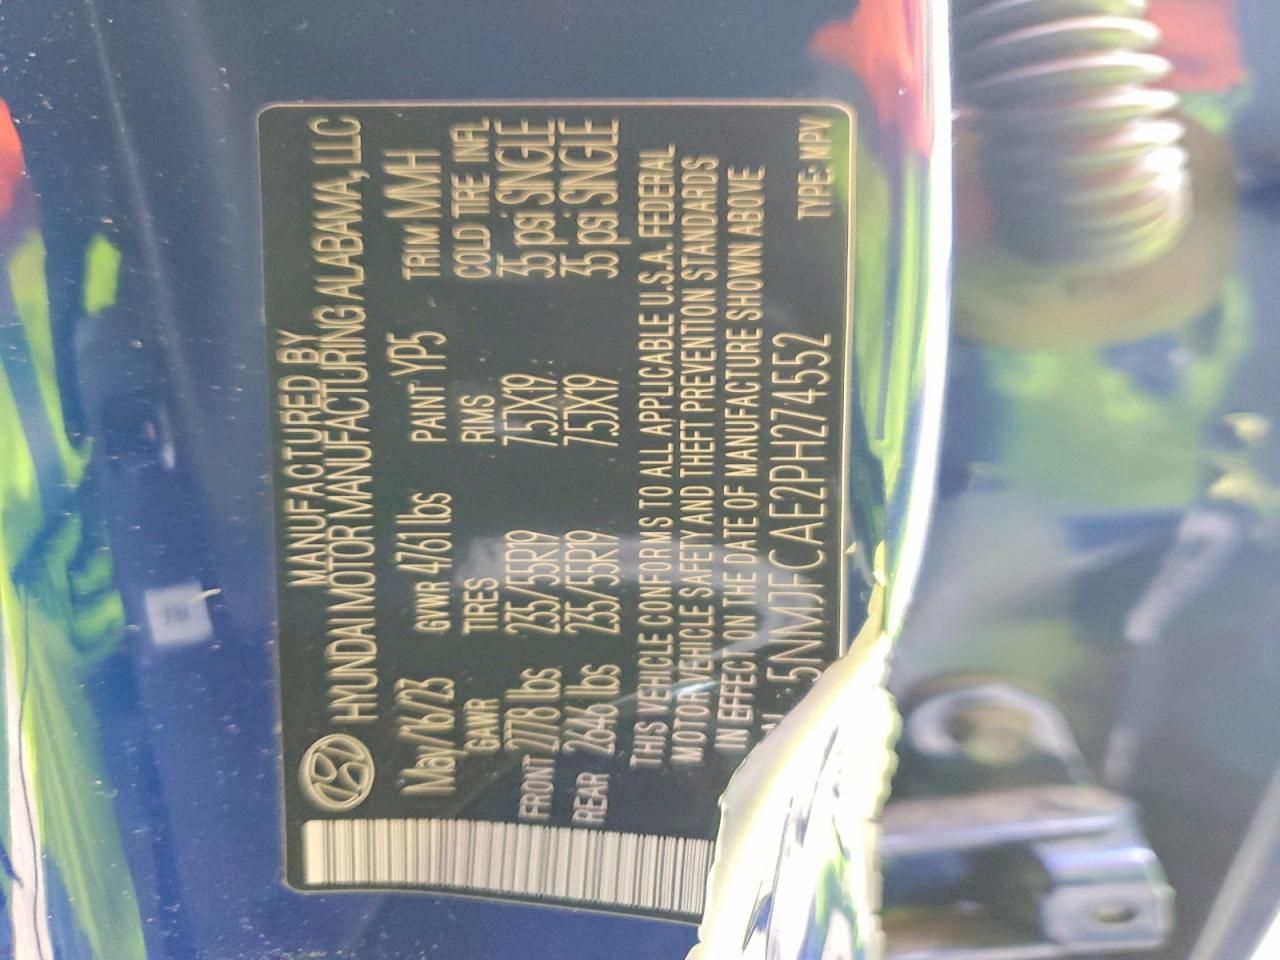 MANUFACTURED BY
HYUNDAI MOTOR MANUFACTURING ALABAMA, LLC
May/16/23 GVWR 4761 lbs PAINT YP5 TRIM MMH
GAWR TIRES RIMS COLD TIRE INFL
FRONT 2778 lbs 235/55R19 7.5JX19 35 psi SINGLE
REAR 2646 lbs 235/55R19 7.5JX19 35 psi SINGLE
THIS VEHICLE CONFORMS TO ALL APPLICABLE U.S.A. FEDERAL
MOTOR VEHICLE SAFETY AND THEFT PREVENTION STANDARDS
IN EFFECT ON THE DATE OF MANUFACTURE SHOWN ABOVE
: 5NMJFCAE2PH274552 TYPE: MPV